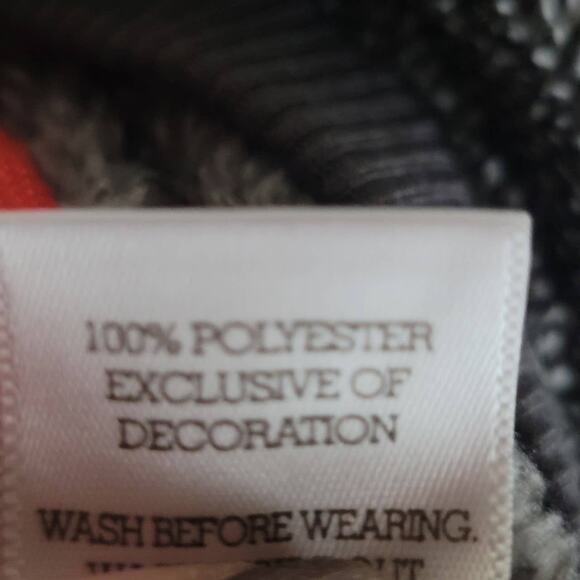 100% POLYESTER
EXCLUSIVE OF
DECORATION
WASH BEFORE WEARING.